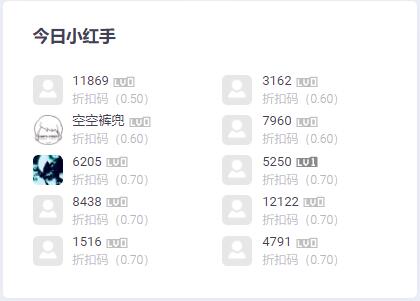 今日小红手
11869 LV0
折扣码（0.50）
3162 LV0
折扣码（0.60）
空空裤兜 LV0
折扣码（0.60）
7960 LV0
折扣码（0.60）
6205 LV0
折扣码（0.70）
5250 LV1
折扣码（0.70）
8438 LV0
折扣码（0.70）
12122 LV0
折扣码（0.70）
1516 LV0
折扣码（0.70）
4791 LV0
折扣码（0.70）